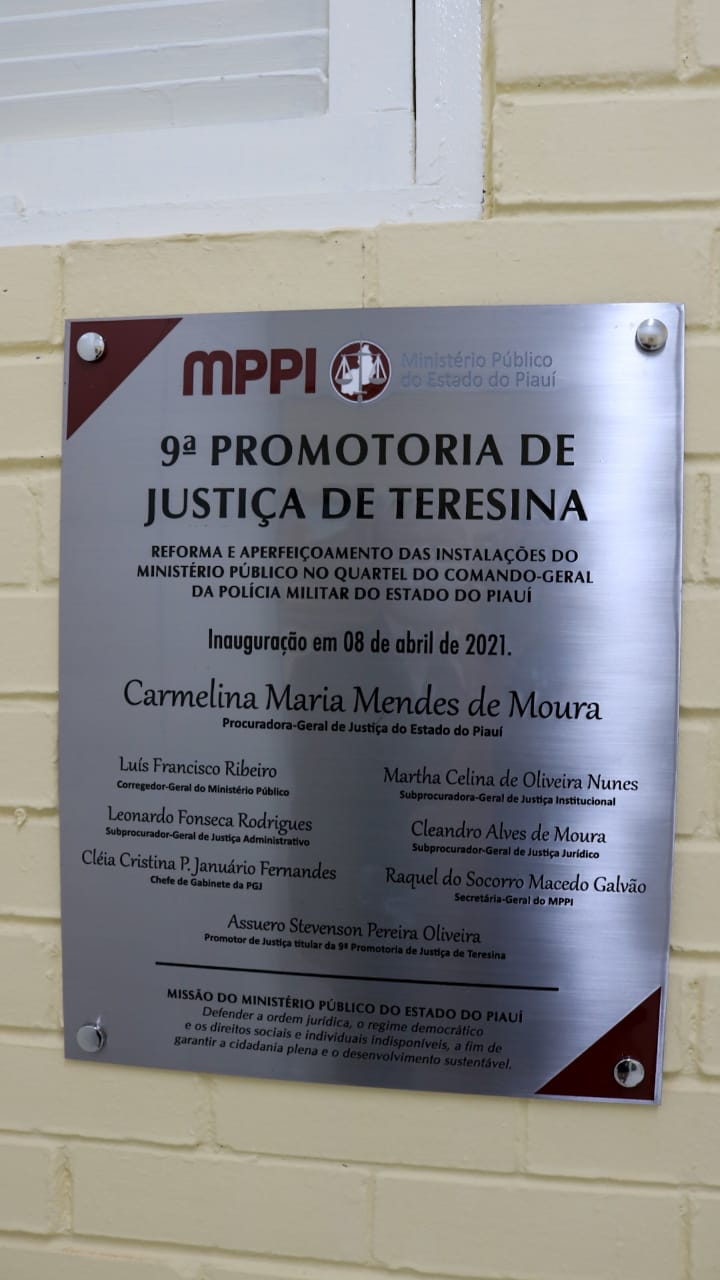 MPPI
Ministério Público
do Estado do Piauí
9ª PROMOTORIA DE
JUSTIÇA DE TERESINA
REFORMA E APERFEIÇOAMENTO DAS INSTALAÇÕES DO
MINISTÉRIO PÚBLICO NO QUARTEL DO COMANDO-GERAL
DA POLÍCIA MILITAR DO ESTADO DO PIAUÍ
Inauguração em 08 de abril de 2021.
Carmelina Maria Mendes de Moura
Procuradora-Geral de Justiça do Estado do Piauí
Luís Francisco Ribeiro
Corregedor-Geral do Ministério Público
Martha Celina de Oliveira Nunes
Subprocuradora-Geral de Justiça Institucional
Leonardo Fonseca Rodrigues
Subprocurador-Geral de Justiça Administrativo
Cleandro Alves de Moura
Subprocurador-Geral de Justiça Jurídico
Cléia Cristina P. Januário Fernandes
Chefe de Gabinete da PGJ
Raquel do Socorro Macedo Galvão
Secretária-Geral do MPPI
Assuero Stevenson Pereira Oliveira
Promotor de Justiça titular da 9ª Promotoria de Justiça de Teresina
MISSÃO DO MINISTÉRIO PÚBLICO DO ESTADO DO PIAUÍ
Defender a ordem jurídica, o regime democrático
e os direitos sociais e individuais indisponíveis, a fim de
garantir a cidadania plena e o desenvolvimento sustentável.